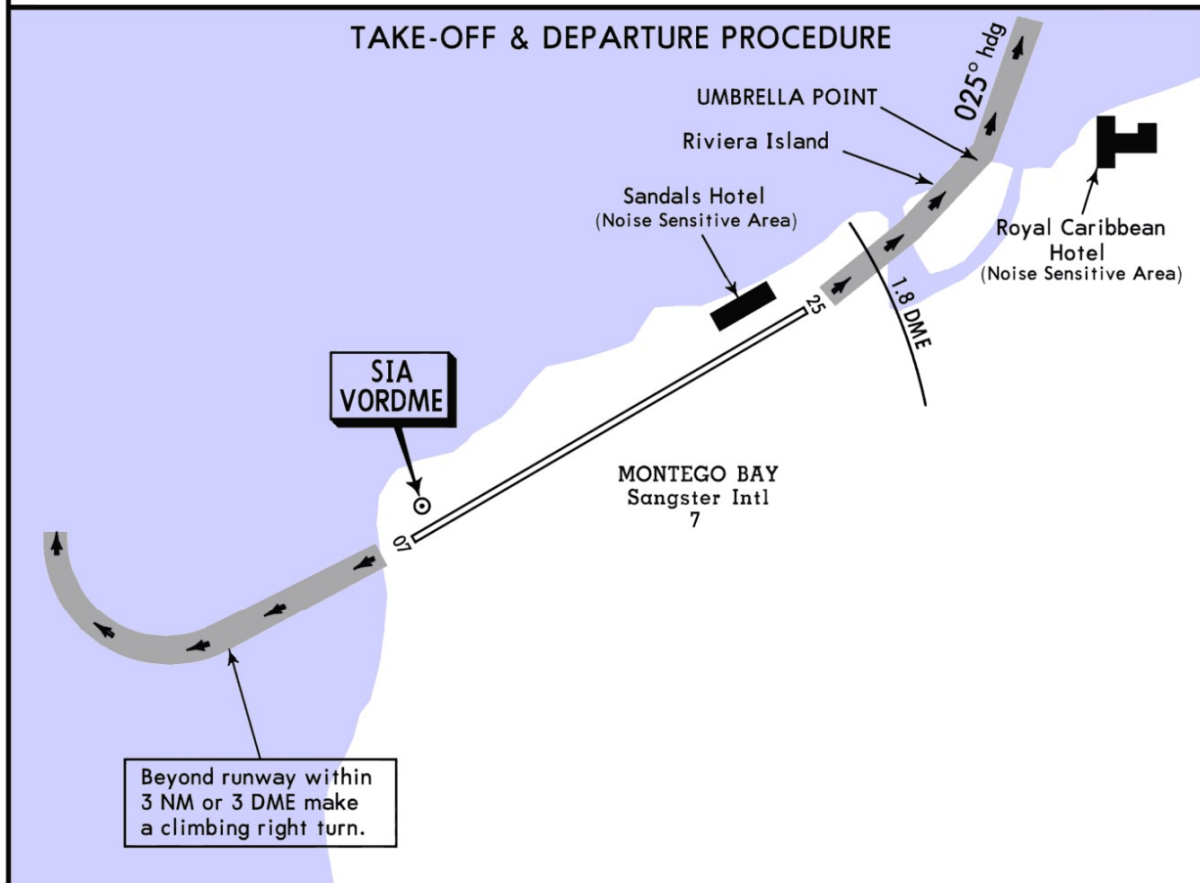 TAKE-OFF & DEPARTURE PROCEDURE
025° hdg
UMBRELLA POINT
Riviera Island
Sandals Hotel
(Noise Sensitive Area)
Royal Caribbean
Hotel
(Noise Sensitive Area)
25
1.8 DME
SIA
VORDME
MONTEGO BAY
Sangster Intl
7
07
Beyond runway within
3 NM or 3 DME make
a climbing right turn.